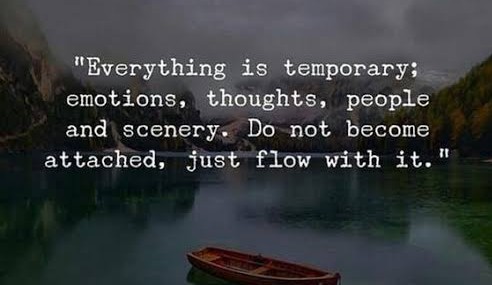 "Everything is temporary;
emotions, thoughts, people
and scenery. Do not become
attached, just flow with it."